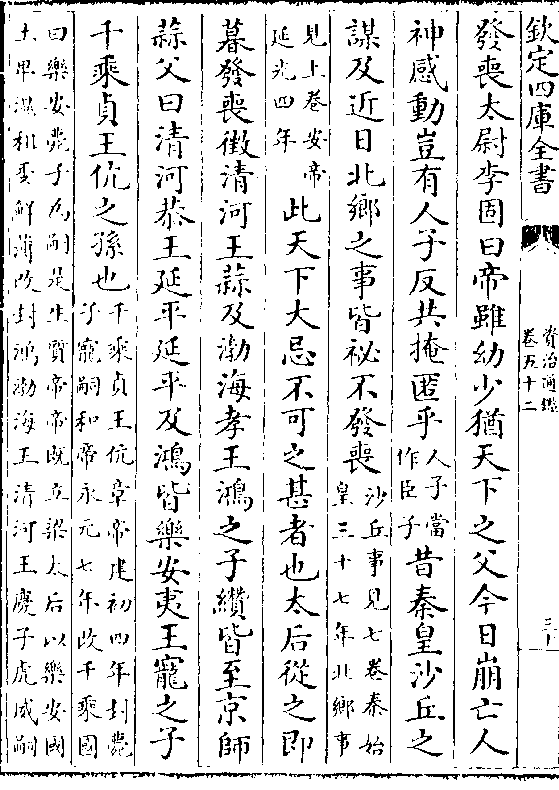 欽定四庫全書
資治通鑑
卷五十二
三十
發喪太尉李固曰帝雖幼少猶天下之父今日崩亡人
神感動豈有人子反共掩匿乎人子當作臣子昔秦皇沙丘之
謀及近日北鄉之事皆祕不發喪沙丘事見七卷秦始皇三十七年北鄉事
見上卷安帝延光四年此天下大忌不可之甚者也太后從之即
暮發喪徵清河王蒜及渤海孝王鴻之子纘皆至京師
蒜父曰清河恭王延平延平及鴻皆樂安夷王寵之子
千乘貞王伉之孫也千乘貞王伉章帝建初四年封薨子寵嗣和帝永元七年改千乘國
曰樂安薨子鴻嗣是生質帝帝既立梁太后以樂安國土卑濕租委鮮薄改封鴻渤海王清河王慶子虎威嗣